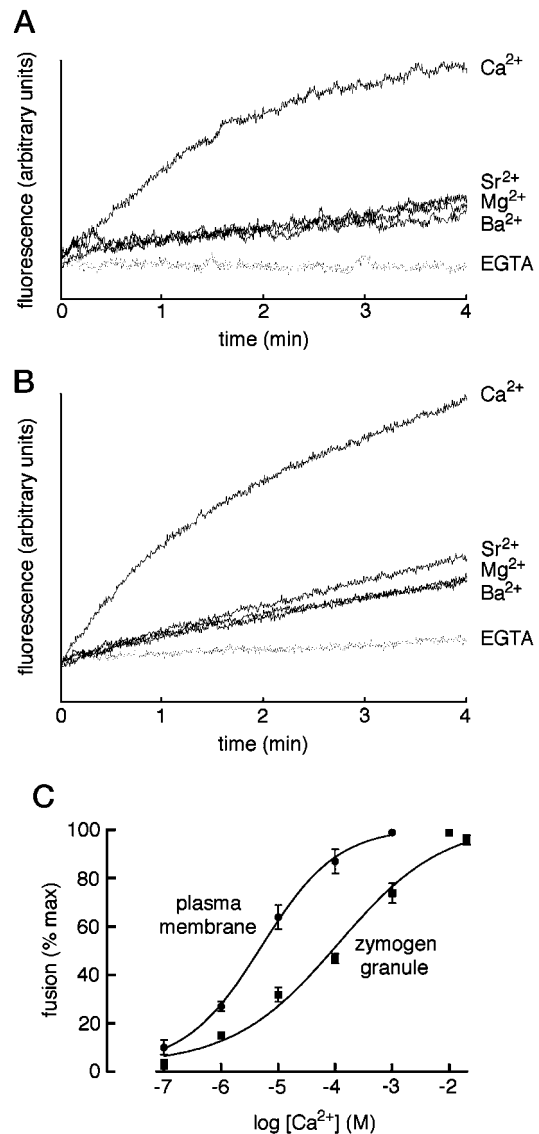 A
fluorescence (arbitrary units)
Ca²⁺
Sr²⁺
Mg²⁺
Ba²⁺
EGTA
0 1 2 3 4
time (min)
B
fluorescence (arbitrary units)
Ca²⁺
Sr²⁺
Mg²⁺
Ba²⁺
EGTA
0 1 2 3 4
time (min)
C
fusion (% max)
100
80
60
40
20
0
plasma
membrane
zymogen
granule
-7 -6 -5 -4 -3 -2
log [Ca²⁺] (M)